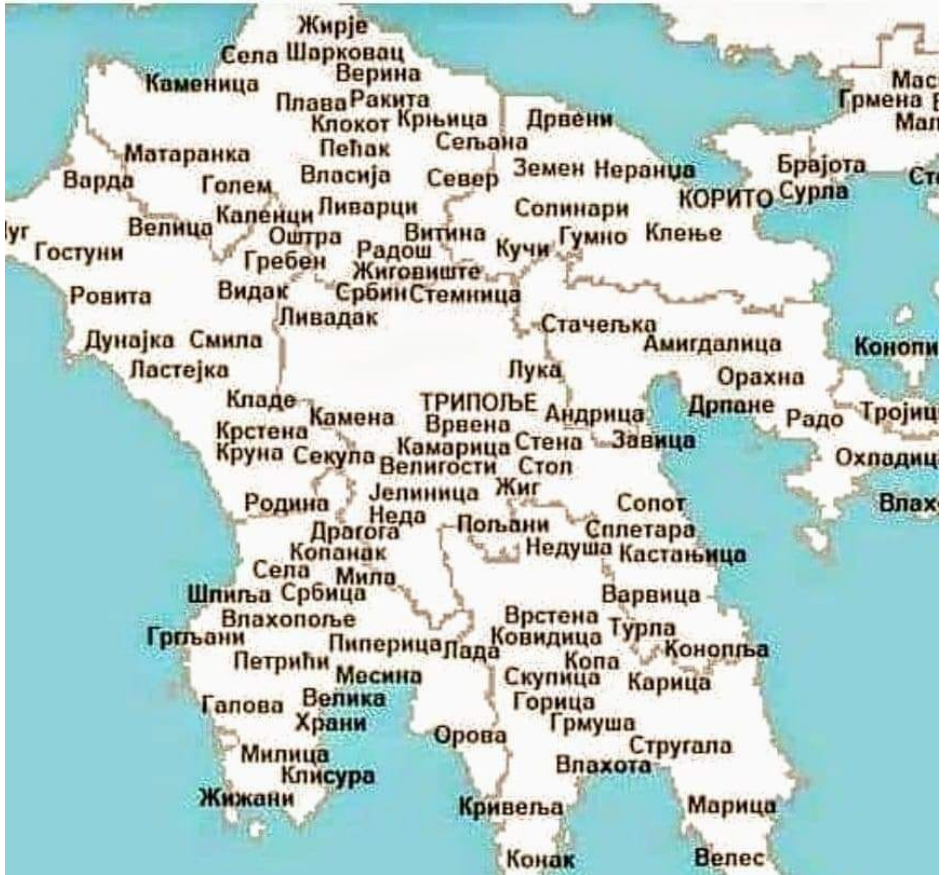 Жирје
Села Шарковац
Каменица
Верина
Плава Ракита
Клокот Крњица
Дрвени
Грмена
Пећак
Сељана
Матаранка
Власија
Север
Земен Неранџа
Брајота
Варда
Голем
КОРИТО Сурла
Каленци Ливарци
Солинари
Велица
Оштра
Витина
Гумно Клење
Гостуни
Гребен
Радош
Кучи
Жиговиште
Ровита
Видак
Србин Стемница
Ливадак
Стачељка
Дунајка Смила
Амигдалица
Ластејка
Лука
Орахна
Кладе
Камена
ТРИПОЉЕ
Андрица
Дрпане
Радо
Крстена
Врвена
Завица
Круна Секула
Камарица Стена
Велигости Стол
Родина
Јелиница Жиг
Сопот
Неда
Драгога
Пољани
Сплетара
Копанак
Недуша Кастањица
Села Мила
Шпиља Србица
Варвица
Влахопоље
Врстена
Гргљани
Пиперица Лада
Ковидица
Турла
Конопља
Петрићи
Месина
Копа
Скупица
Карица
Галова
Велика
Горица
Храни
Грмуша
Орова
Стругала
Милица
Клисура
Влахота
Жижани
Кривеља
Марица
Конак
Велес